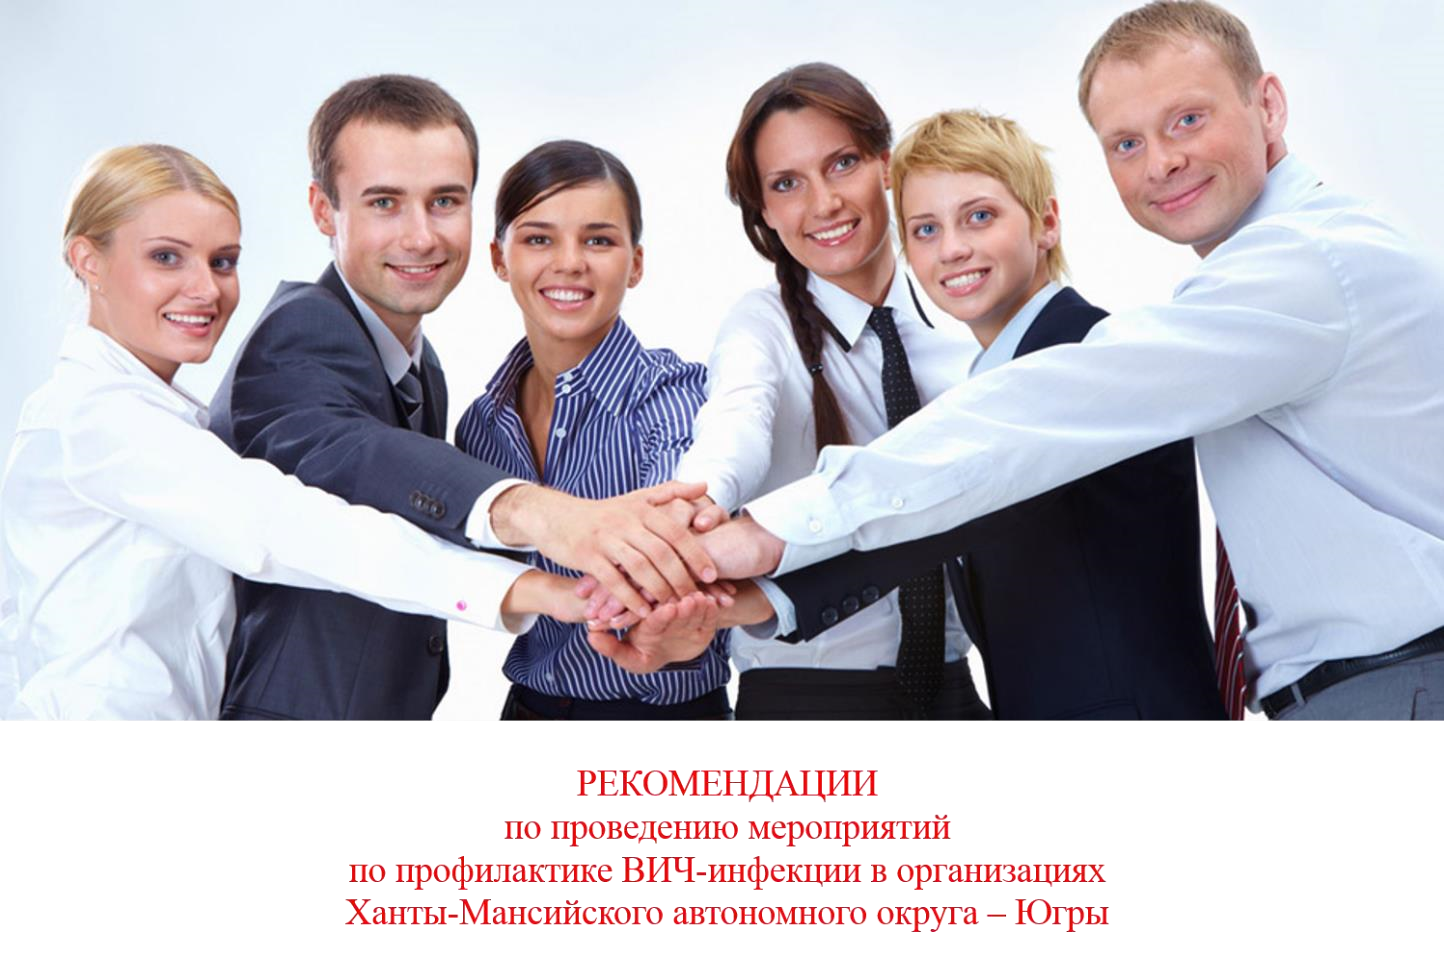 РЕКОМЕНДАЦИИ
по проведению мероприятий
по профилактике ВИЧ-инфекции в организациях
Ханты-Мансийского автономного округа – Югры